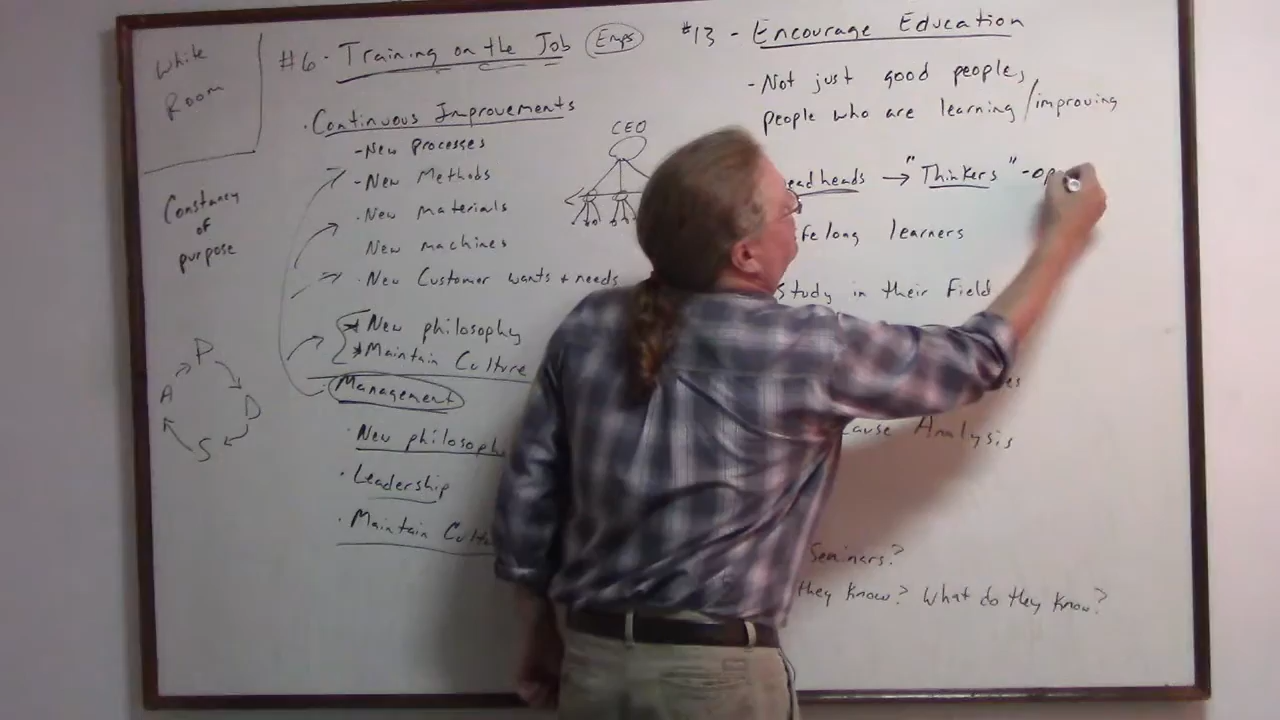 White
Room
#6 - Training on the Job Emps
· Continuous Improvements
- New processes
- New Methods
· New materials
New machines
· New Customer wants + needs
New philosophy
Maintain Culture
Management
· New philosophy
· Leadership
· Maintain
Constancy
of
purpose
P
D
S
A
CEO
#13 - Encourage Education
- Not just good people,
people who are learning/improving
→ "Thinkers" -
long learners
Study in their Field
Analysis
Seminars?
they know? What do they know?